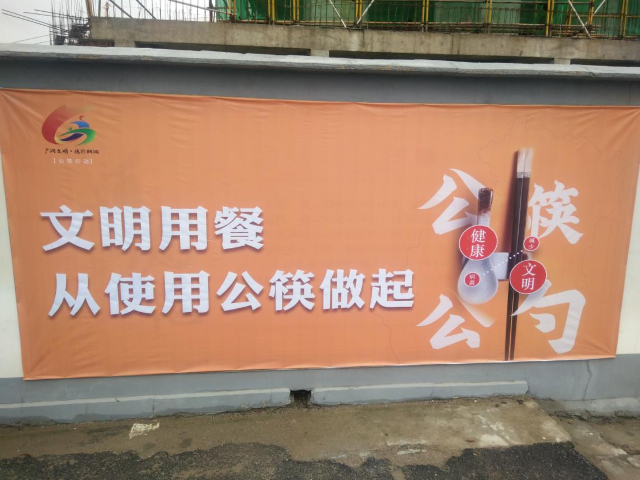 文明用餐
从使用公筷做起
公筷
公勺
健康
文明